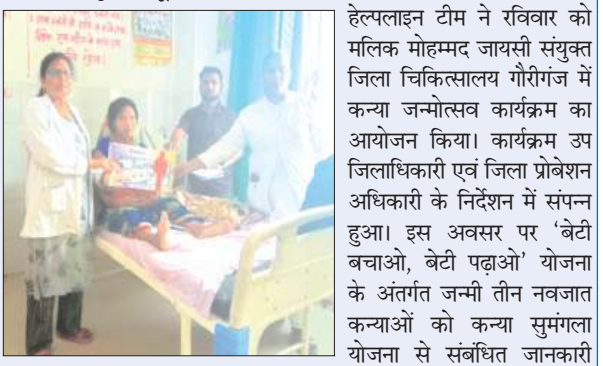 हेल्पलाइन टीम ने रविवार को
मलिक मोहम्मद जायसी संयुक्त
जिला चिकित्सालय गौरीगंज में
कन्या जन्मोत्सव कार्यक्रम का
आयोजन किया। कार्यक्रम उप
जिलाधिकारी एवं जिला प्रोबेशन
अधिकारी के निर्देशन में संपन्न
हुआ। इस अवसर पर ‘बेटी
बचाओ, बेटी पढ़ाओ’ योजना
के अंतर्गत जन्मी तीन नवजात
कन्याओं को कन्या सुमंगला
योजना से संबंधित जानकारी